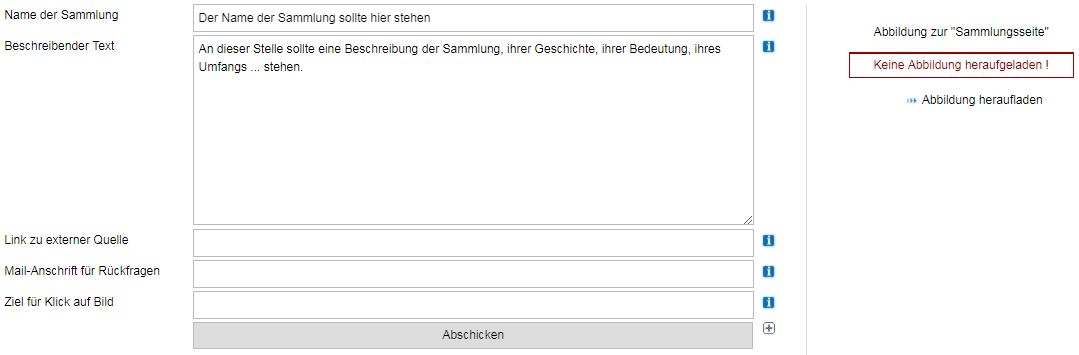 Name der Sammlung
Der Name der Sammlung sollte hier stehen
Beschreibender Text
An dieser Stelle sollte eine Beschreibung der Sammlung, ihrer Geschichte, ihrer Bedeutung, ihres
Umfangs ... stehen.
Link zu externer Quelle
Mail-Anschrift für Rückfragen
Ziel für Klick auf Bild
Abschicken
Abbildung zur "Sammlungsseite"
Keine Abbildung heraufgeladen !
Abbildung heraufladen